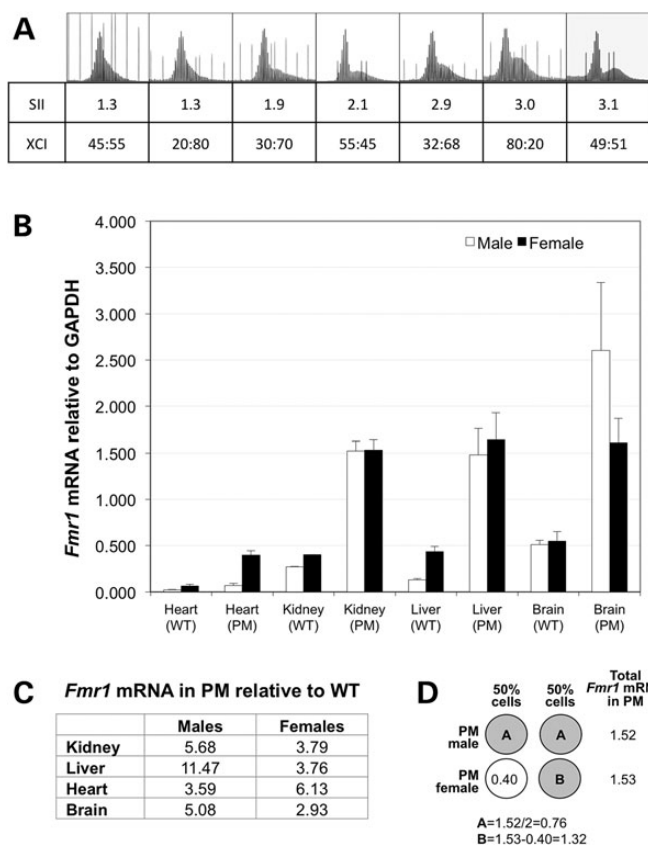 A
SII 1.3 1.3 1.9 2.1 2.9 3.0 3.1
XCI 45:55 20:80 30:70 55:45 32:68 80:20 49:51
B
Fmr1 mRNA relative to GAPDH
4.000
3.500
3.000
2.500
2.000
1.500
1.000
0.500
0.000
Male Female
Heart Heart Kidney Kidney Liver Liver Brain Brain
(WT) (PM) (WT) (PM) (WT) (PM) (WT) (PM)
C Fmr1 mRNA in PM relative to WT
Males Females
Kidney 5.68 3.79
Liver 11.47 3.76
Heart 3.59 6.13
Brain 5.08 2.93
D
50% cells
50% cells
Total
Fmr1 mRN
in PM
PM male A A 1.52
PM female 0.40 B 1.53
A=1.52/2=0.76
B=1.53-0.40=1.32